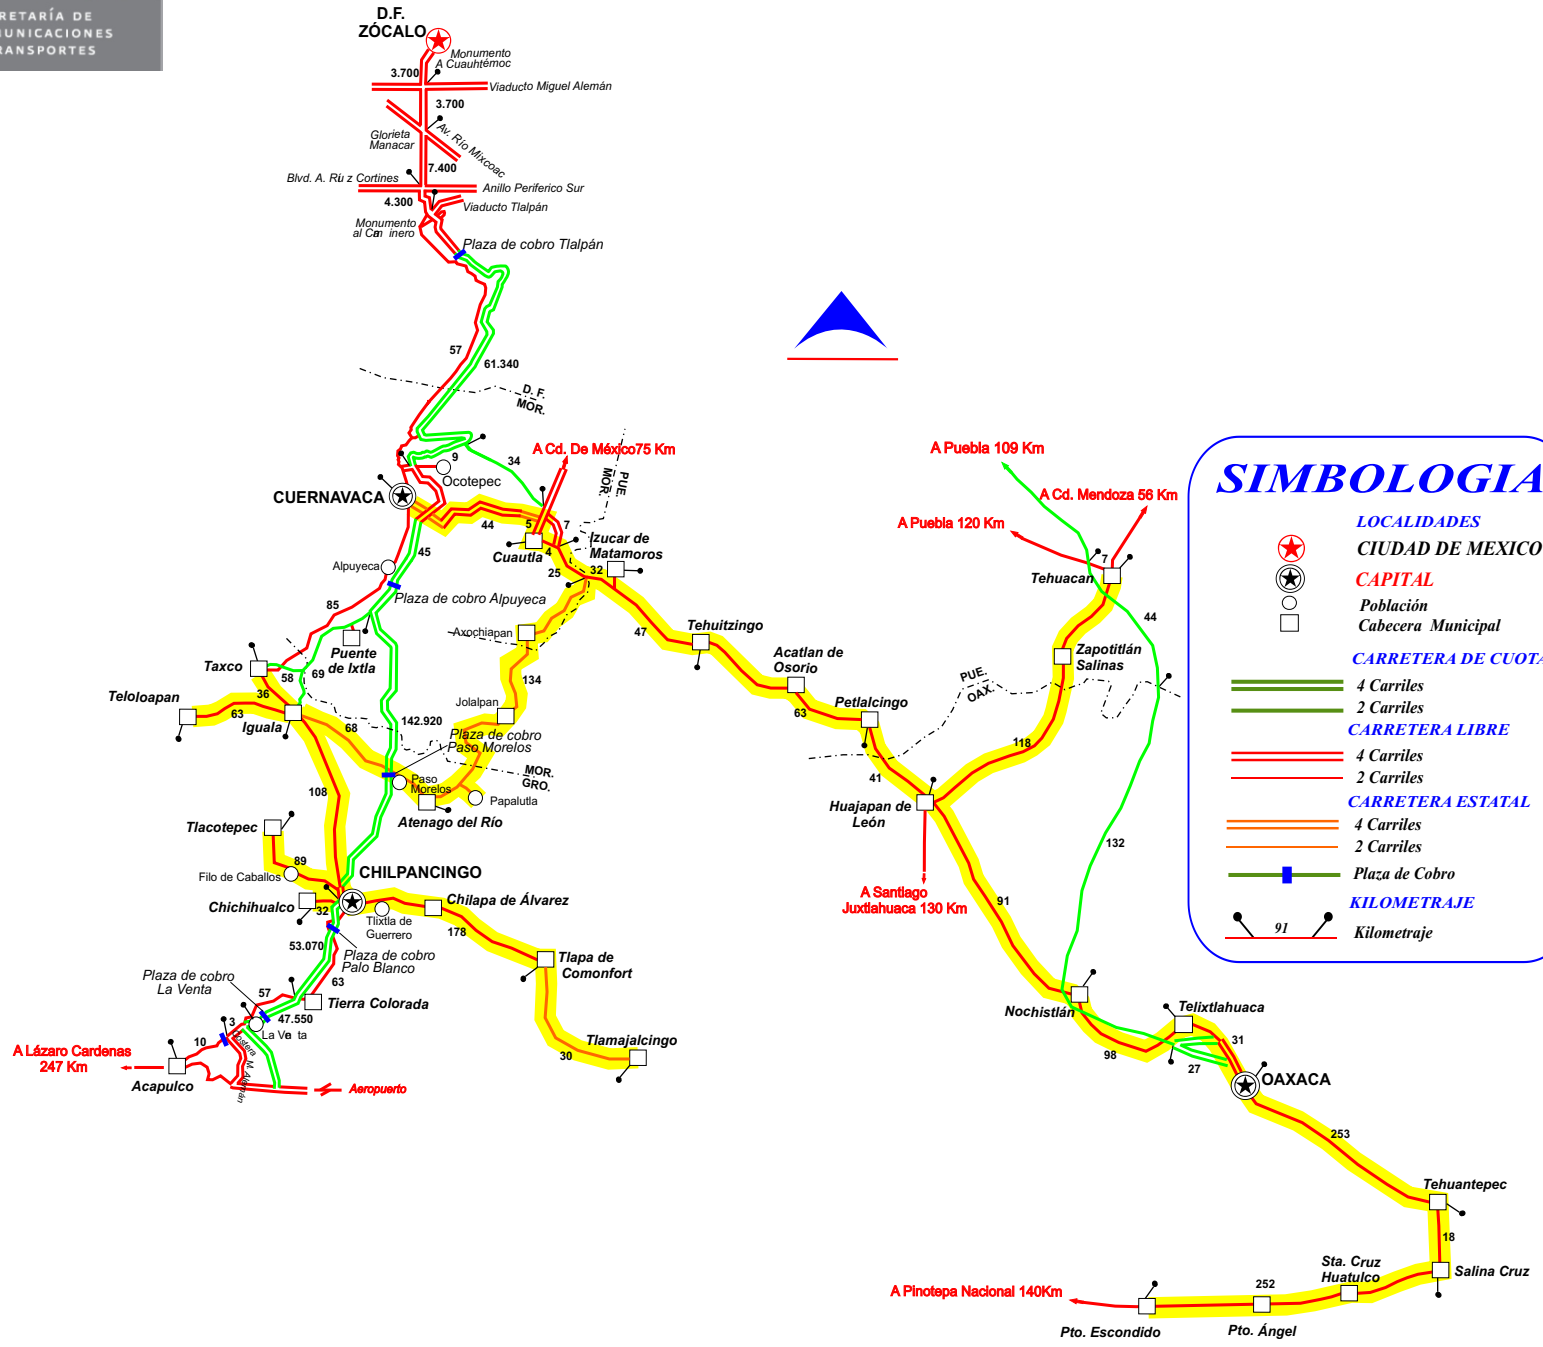 RETARÍA DE
UNICACIONES
RANSPORTES
D.F.
ZÓCALO
Monumento
A Cuauhtémoc
3.700
Viaducto Miguel Alemán
3.700
Glorieta
Manacar
Av. Río Mixcoac
7.400
Blvd. A. Ruiz Cortines
Anillo Periferico Sur
4.300
Viaducto Tlalpán
Monumento
al Caminero
Plaza de cobro Tlalpán
57
61.340
D. F.
MOR.
9
Ocotepec
34
A Cd. De México75 Km
PUE.
MOR.
CUERNAVACA
44
5
7
Cuautla
4
Izucar de
Matamoros
45
25
32
Alpuyeca
Plaza de cobro Alpuyeca
85
47
Tehuitzingo
Axochiapan
Puente
de Ixtla
Taxco
58
69
36
134
Teloloapan
63
Iguala
68
Jolalpan
142.920
Plaza de cobro
Paso Morelos
MOR.
GRO.
Paso
Morelos
Papalutla
108
Atenago del Río
Acatlan de
Osorio
63
Petlalcingo
41
Huajapan de
León
A Santiago
Juxtlahuaca 130 Km
A Puebla 109 Km
A Cd. Mendoza 56 Km
A Puebla 120 Km
7
Tehuacan
44
Zapotitlán
Salinas
PUE.
OAX.
118
132
91
Tlacotepec
89
Filo de Caballos
CHILPANCINGO
Chichihualco
32
Tlixtla de
Guerrero
Chilapa de Álvarez
178
53.070
Plaza de cobro
Palo Blanco
Plaza de cobro
La Venta
63
57
Tierra Colorada
47.550
La Venta
3
10
Costera M. Alemán
A Lázaro Cardenas
247 Km
Acapulco
Aeropuerto
Tlapa de
Comonfort
30
Tlamajalcingo
Nochistlán
98
Telixtlahuaca
31
27
OAXACA
253
Tehuantepec
18
Salina Cruz
Sta. Cruz
Huatulco
252
A Pinotepa Nacional 140Km
Pto. Escondido
Pto. Ángel
SIMBOLOGIA
LOCALIDADES
CIUDAD DE MEXICO
CAPITAL
Población
Cabecera Municipal
CARRETERA DE CUOTA
4 Carriles
2 Carriles
CARRETERA LIBRE
4 Carriles
2 Carriles
CARRETERA ESTATAL
4 Carriles
2 Carriles
Plaza de Cobro
KILOMETRAJE
91
Kilometraje